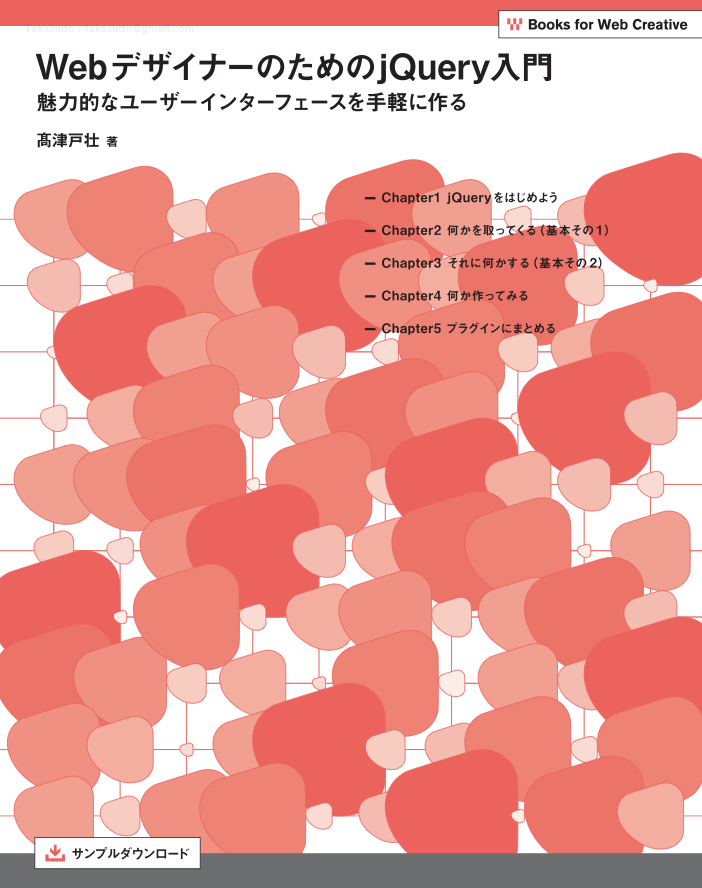 Books for Web Creative
Takazudo : takazudo@gmail.com
WebデザイナーのためのjQuery入門
魅力的なユーザーインターフェースを手軽に作る
髙津戸壮 著
Chapter1 jQueryをはじめよう
Chapter2 何かを取ってくる（基本その1）
Chapter3 それに何かする（基本その2）
Chapter4 何か作ってみる
Chapter5 プラグインにまとめる
サンプルダウンロード